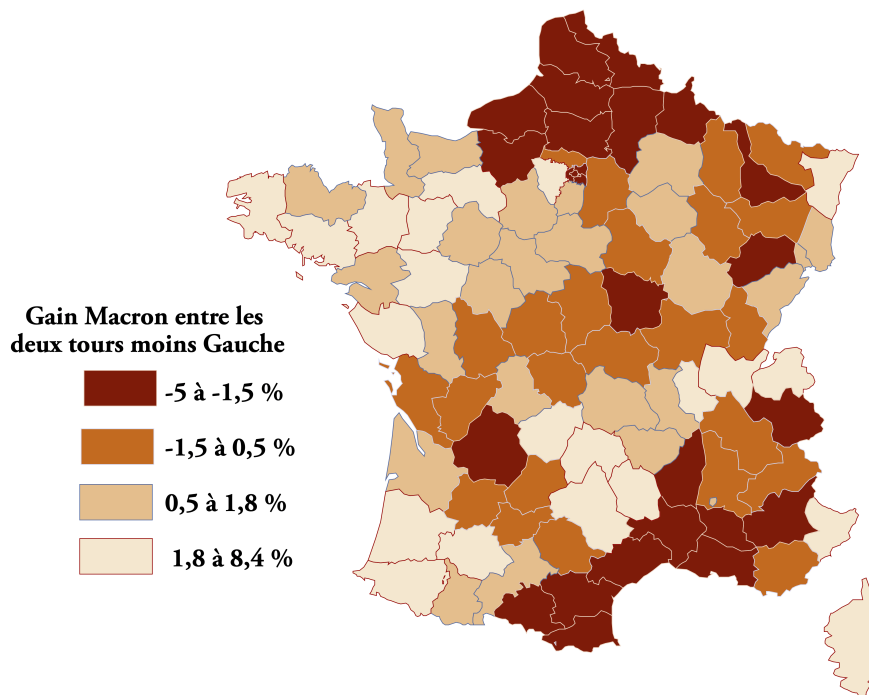 Gain Macron entre les
deux tours moins Gauche
-5 à -1,5 %
-1,5 à 0,5 %
0,5 à 1,8 %
1,8 à 8,4 %